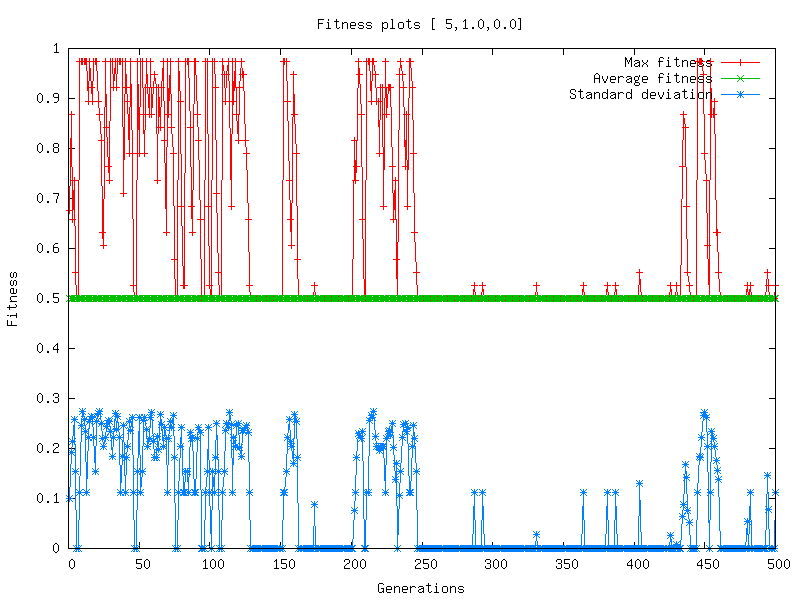 Fitness plots [ 5,1.0,0.0]
Max fitness
Average fitness
Standard deviation
1
0.9
0.8
0.7
0.6
0.5
0.4
0.3
0.2
0.1
0
Fitness
0 50 100 150 200 250 300 350 400 450 500
Generations